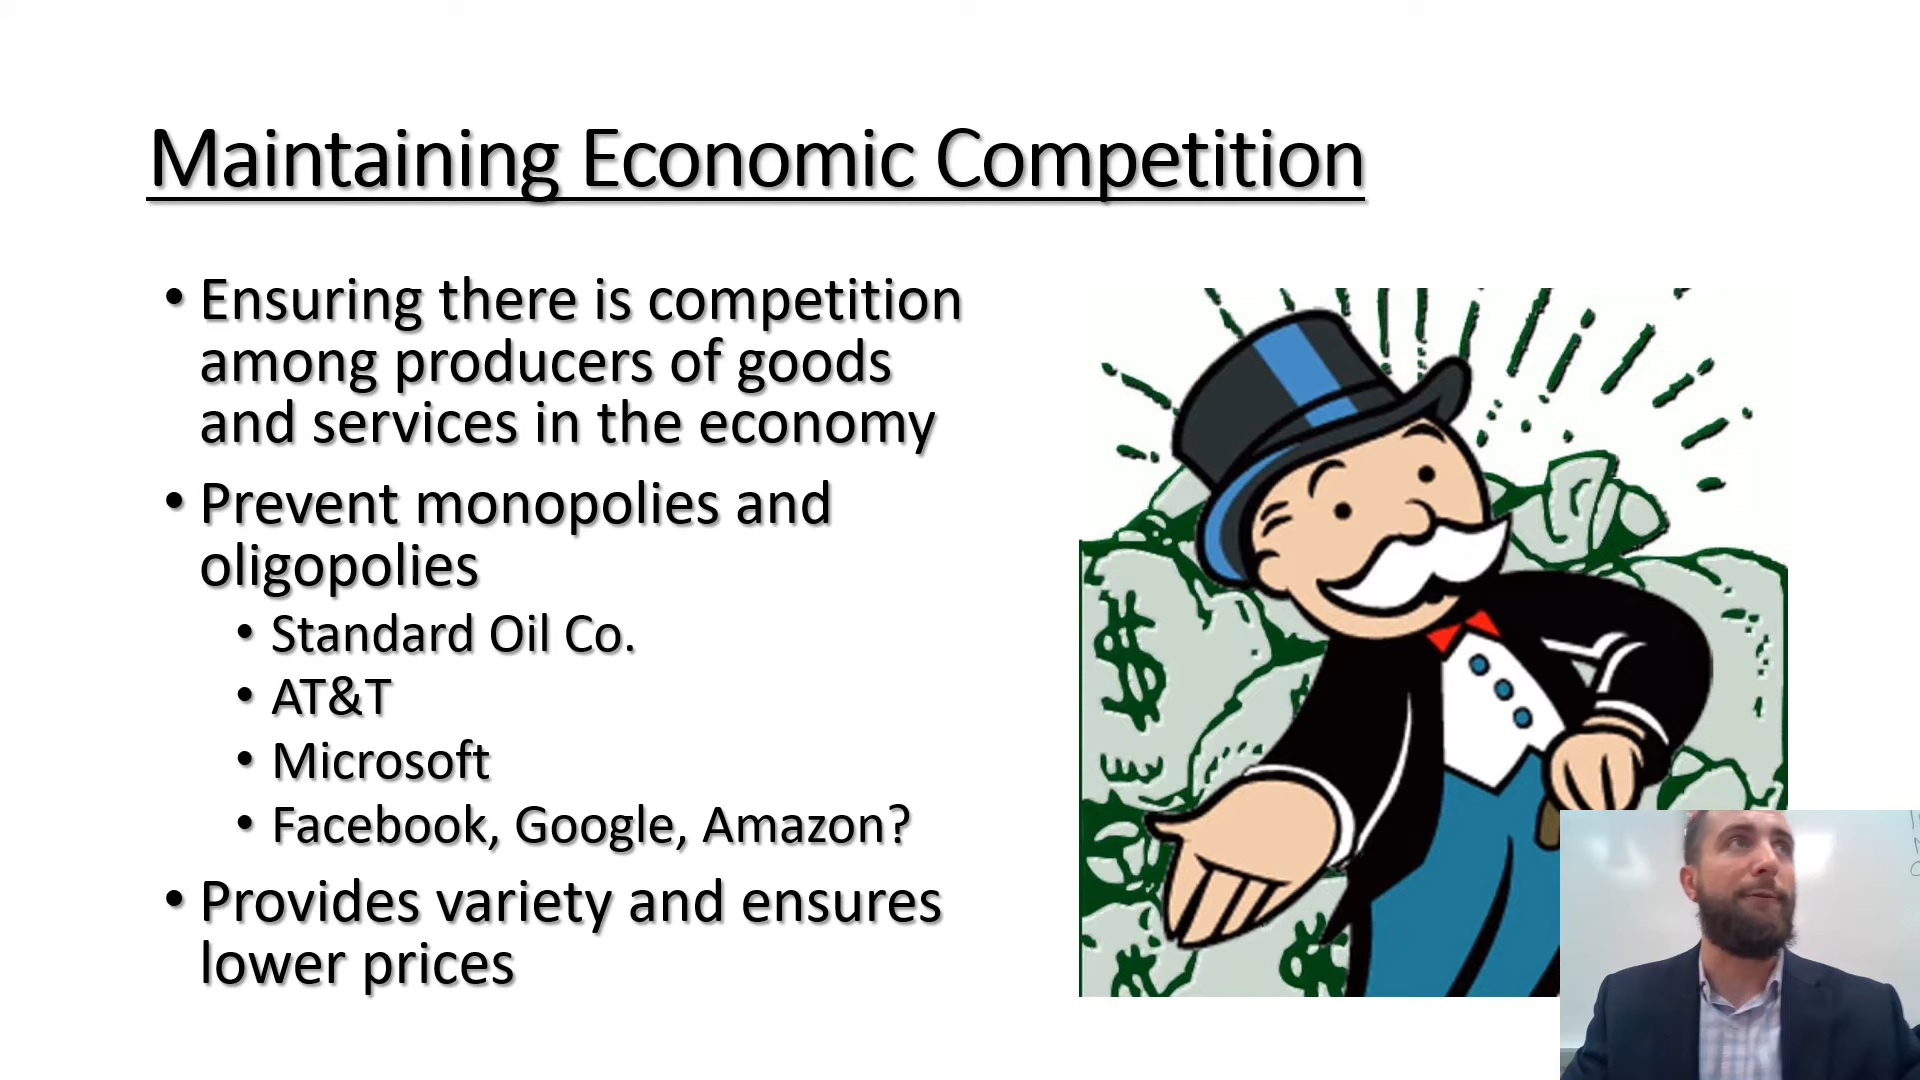 Maintaining Economic Competition
• Ensuring there is competition
among producers of goods
and services in the economy
• Prevent monopolies and
oligopolies
• Standard Oil Co.
• AT&T
• Microsoft
• Facebook, Google, Amazon?
• Provides variety and ensures
lower prices
$
$
$